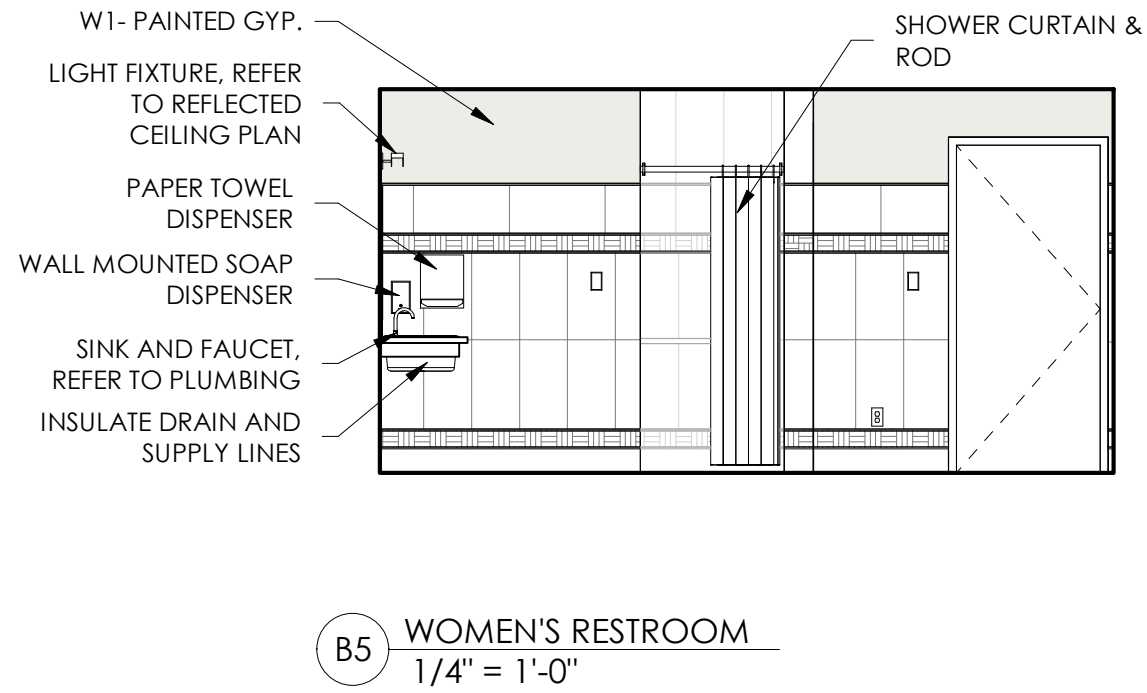 W1- PAINTED GYP.
LIGHT FIXTURE, REFER
TO REFLECTED
CEILING PLAN
PAPER TOWEL
DISPENSER
WALL MOUNTED SOAP
DISPENSER
SINK AND FAUCET,
REFER TO PLUMBING
INSULATE DRAIN AND
SUPPLY LINES
SHOWER CURTAIN &
ROD
B5
WOMEN'S RESTROOM
1/4" = 1'-0"